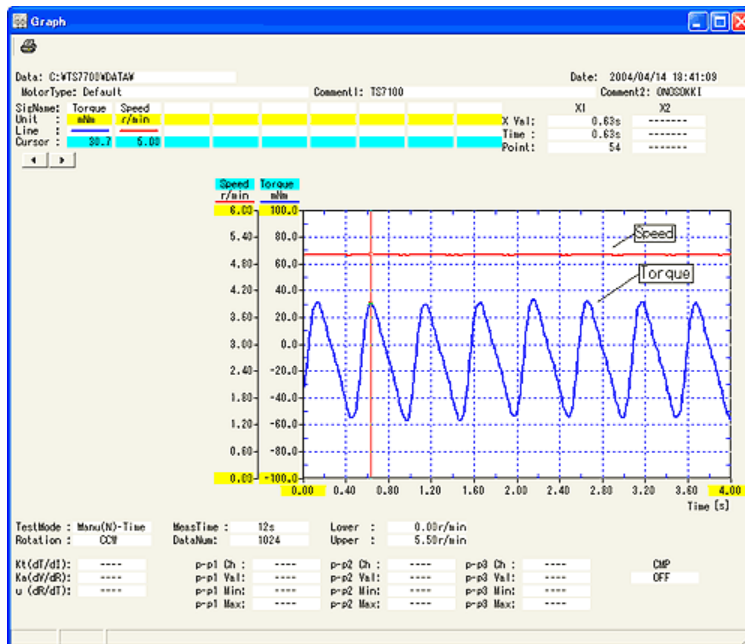 Graph
Data: C:¥TS7700¥DATA¥ Date: 2004/04/14 18:41:09
MotorType: Default Comment1: TS7100 Comment2: ONOSOKKI
SigName: Torque Speed X1 X2
Unit : mNm r/min X Val: 0.63s -------
Line : Time : 0.63s -------
Cursor : 30.7 5.00 Point: 54 -------
Speed Torque
r/min mNm
6.00 100.0
5.40 80.0
Speed
4.80 60.0
Torque
4.20 40.0
3.60 20.0
3.00 0.0
2.40 -20.0
1.80 -40.0
1.20 -60.0
0.60 -80.0
0.00 -100.0
0.00 0.40 0.80 1.20 1.60 2.00 2.40 2.80 3.20 3.60 4.00
Time [s]
TestMode : Manu(N)-Time MeasTime : 12s Lower : 0.00r/min
Rotation : CCW DataNum: 1024 Upper : 5.50r/min
Kt(dT/dI): ---- p-p1 Ch : ---- p-p2 Ch : ---- p-p3 Ch : ---- CMP
Ka(dV/dR): ---- p-p1 Val: ---- p-p2 Val: ---- p-p3 Val: ---- OFF
u (dR/dT): ---- p-p1 Min: ---- p-p2 Min: ---- p-p3 Min: ----
p-p1 Max: ---- p-p2 Max: ---- p-p3 Max: ----